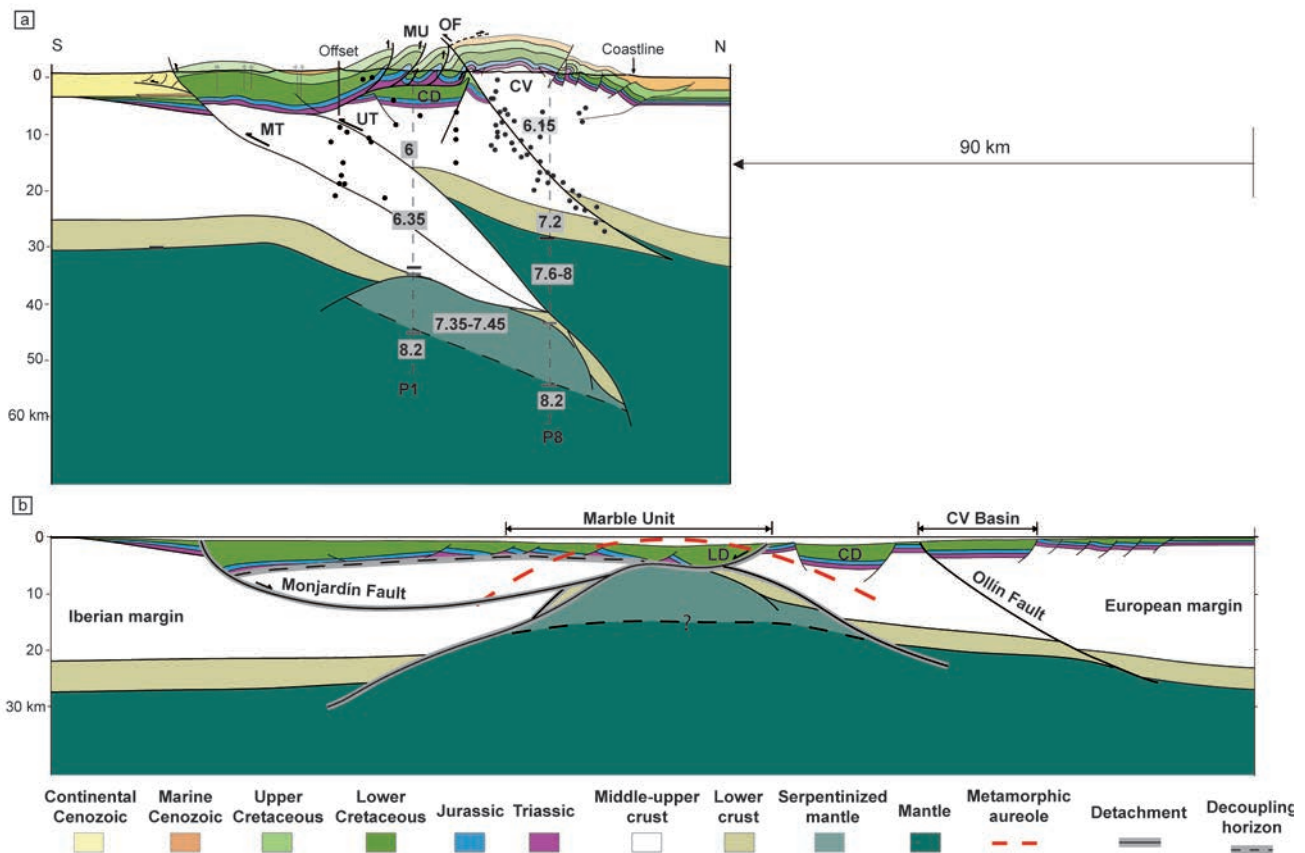 a
S
Offset
MU
OF
Coastline
N
0
10
20
30
40
50
60 km
MT
UT
CD
CV
6.15
6
6.35
7.2
7.6-8
7.35-7.45
8.2
P1
8.2
P8
90 km
b
Marble Unit
CV Basin
0
10
20
30 km
LD
CD
Monjardín Fault
Ollín Fault
Iberian margin
European margin
?
Continental Cenozoic
Marine Cenozoic
Upper Cretaceous
Lower Cretaceous
Jurassic
Triassic
Middle-upper crust
Lower crust
Serpentinized mantle
Mantle
Metamorphic aureole
Detachment
Decoupling horizon